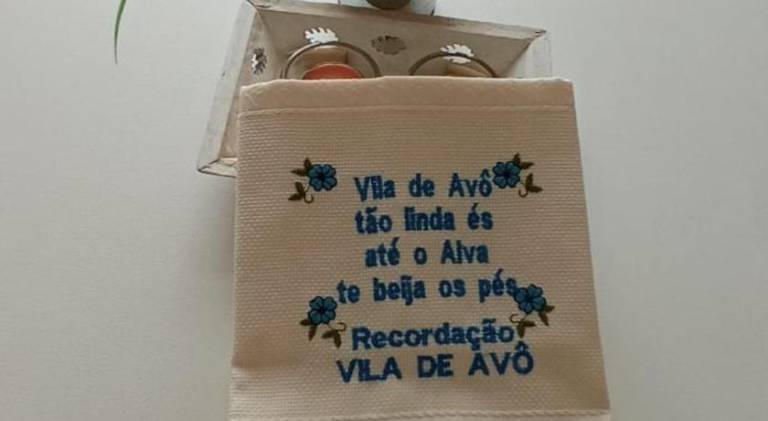 Vila de Avô
tão linda és
até o Alva
te beija os pés
Recordação
VILA DE AVÔ